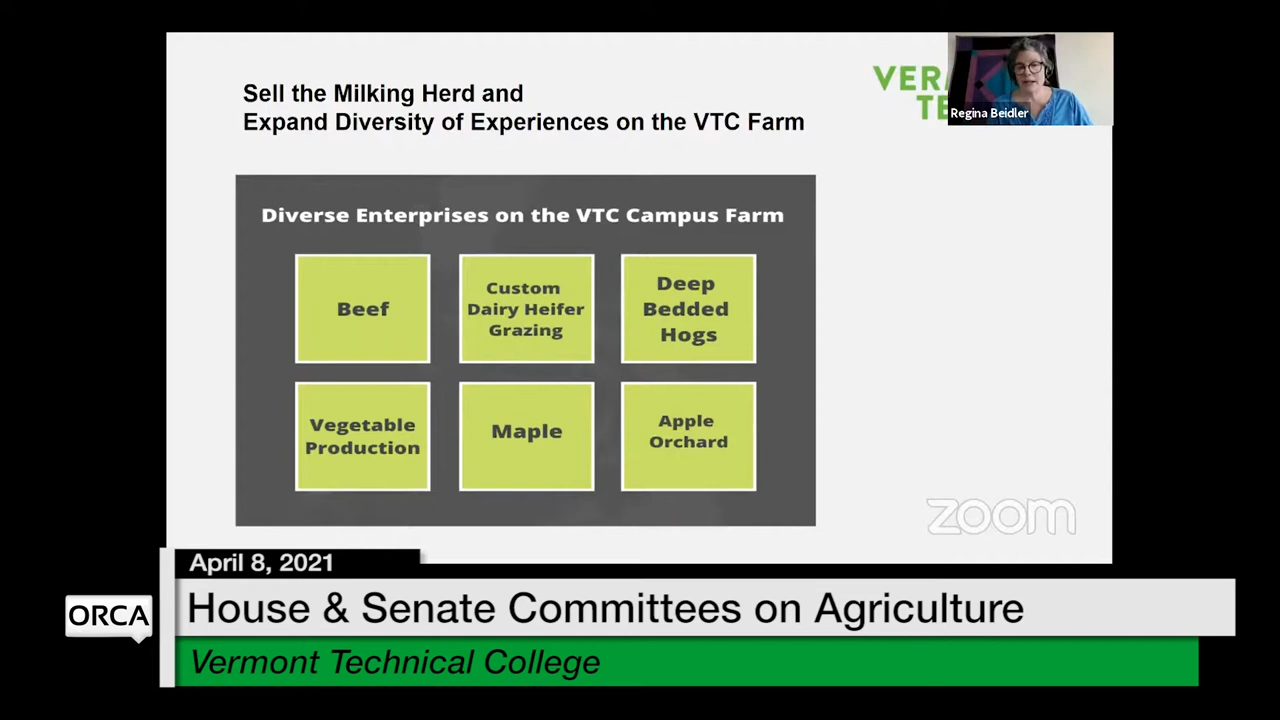 Sell the Milking Herd and
Expand Diversity of Experiences on the VTC Farm
Regina Beidler
Diverse Enterprises on the VTC Campus Farm
Beef
Custom
Dairy Heifer
Grazing
Deep
Bedded
Hogs
Vegetable
Production
Maple
Apple
Orchard
zoom
April 8, 2021
ORCA
House & Senate Committees on Agriculture
Vermont Technical College